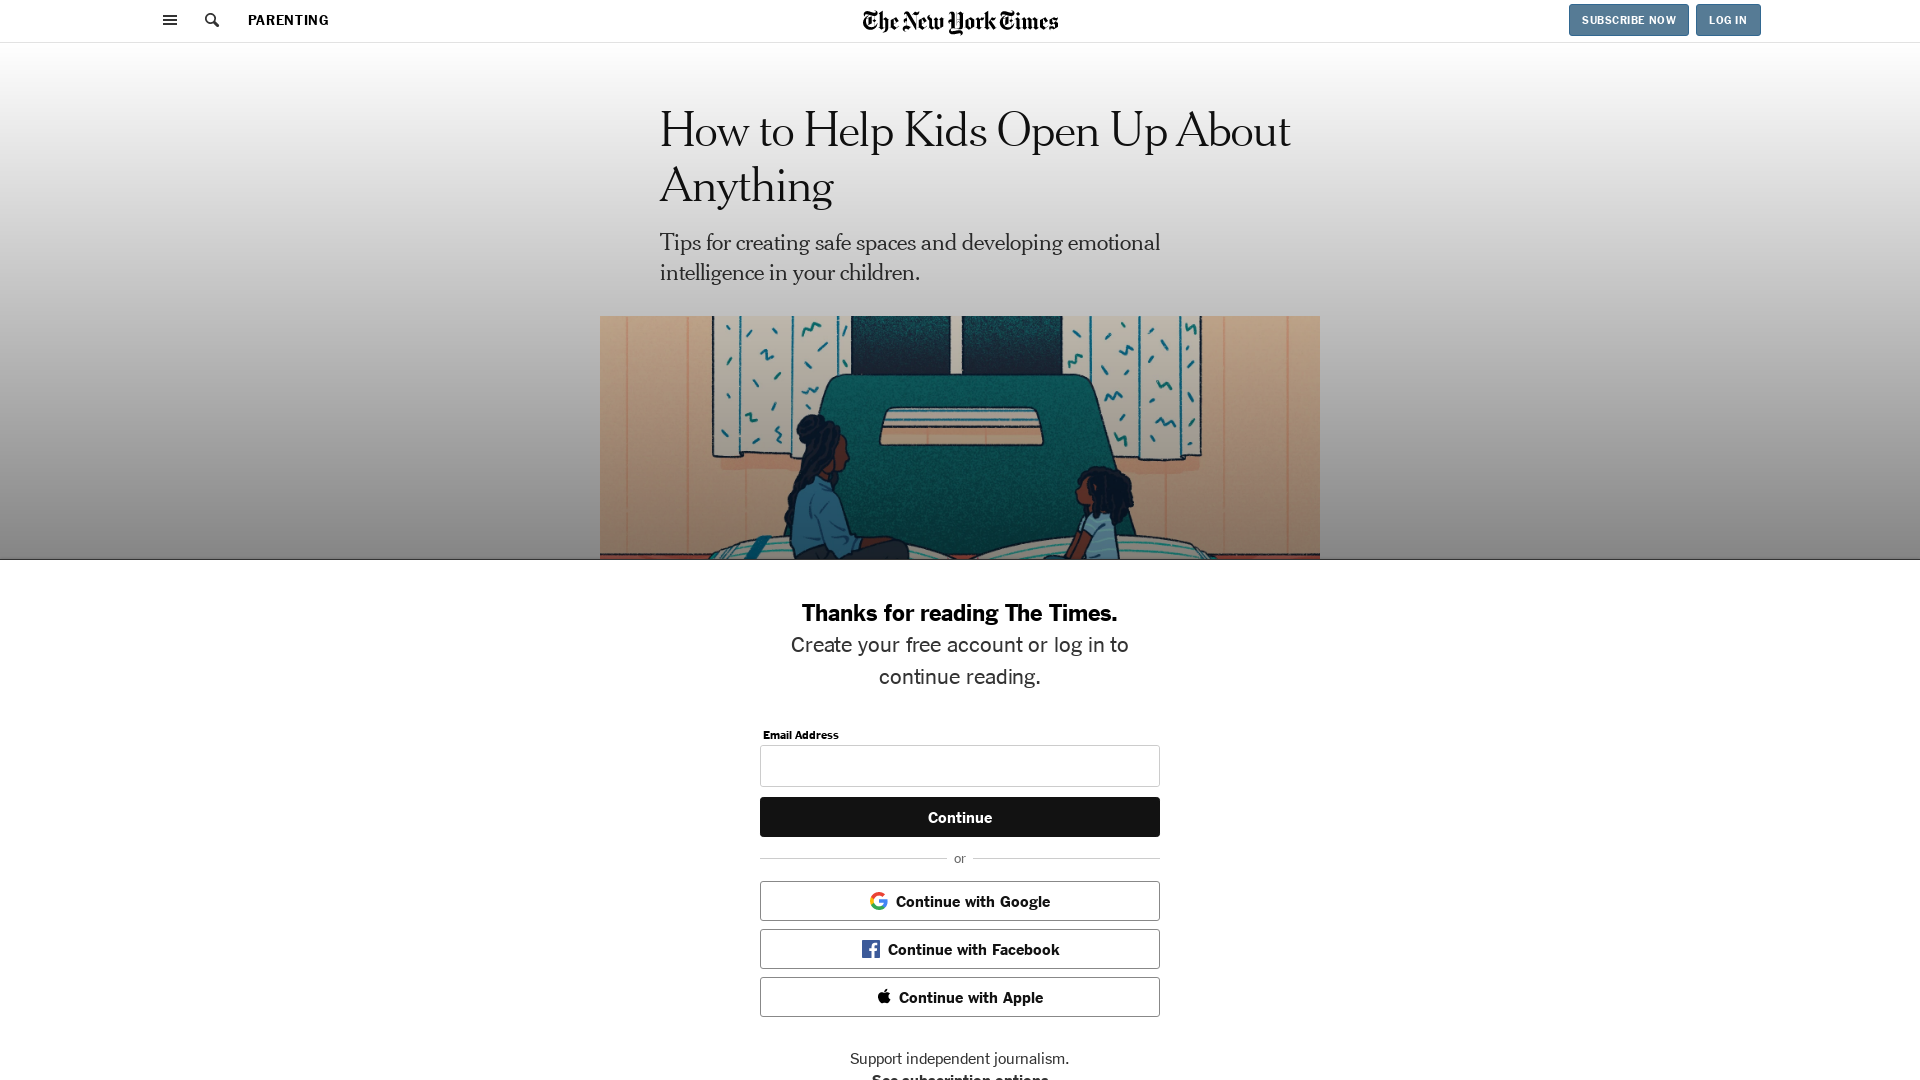 PARENTING
The New York Times
SUBSCRIBE NOW
LOG IN
How to Help Kids Open Up About
Anything
Tips for creating safe spaces and developing emotional
intelligence in your children.
Thanks for reading The Times.
Create your free account or log in to
continue reading.
Email Address
Continue
or
Continue with Google
Continue with Facebook
Continue with Apple
Support independent journalism.
See subscription options.